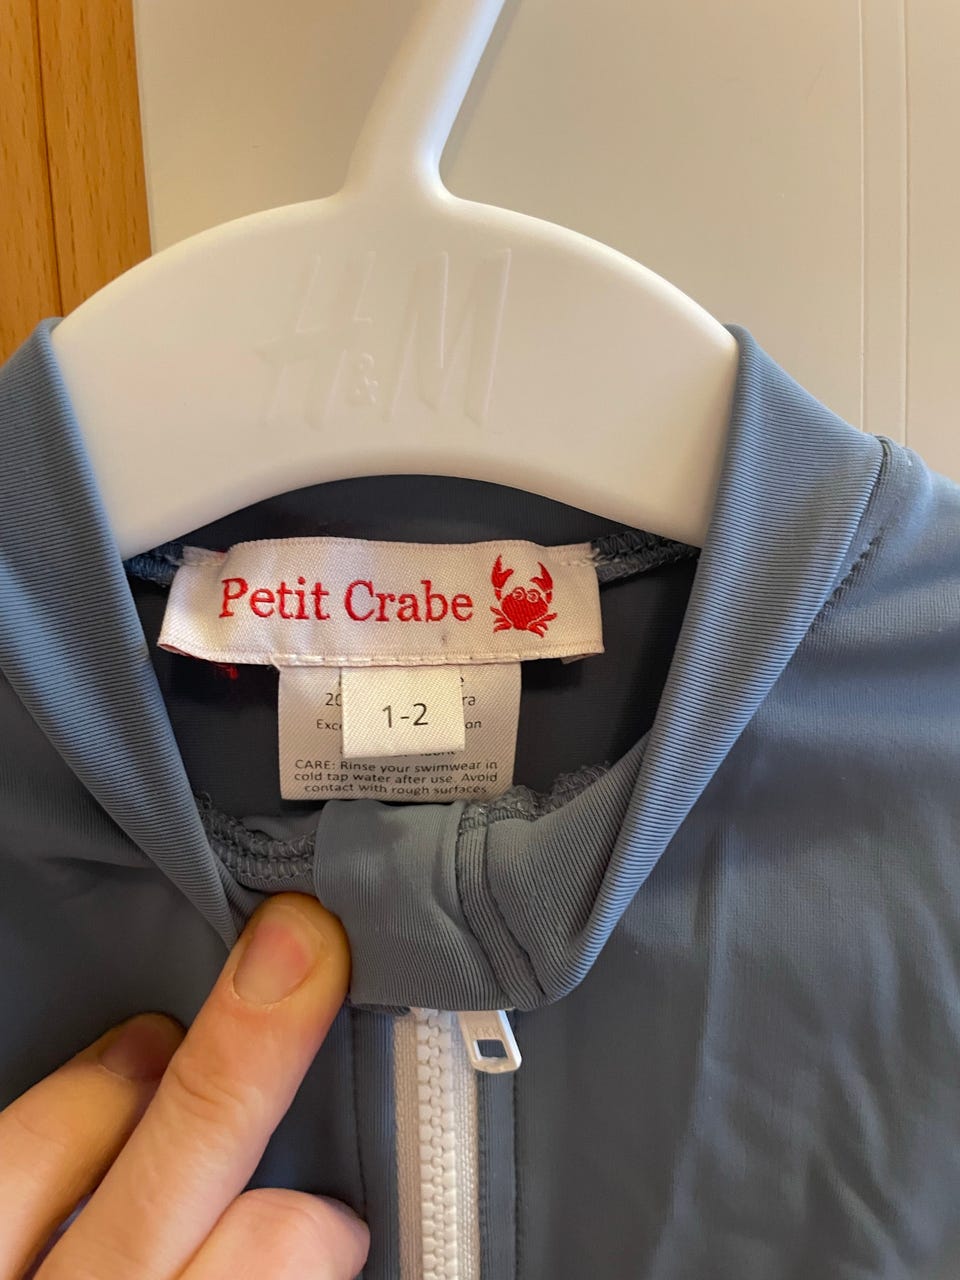 H&M
Petit Crabe
1-2
CARE: Rinse your swimwear in
cold tap water after use. Avoid
contact with rough surfaces